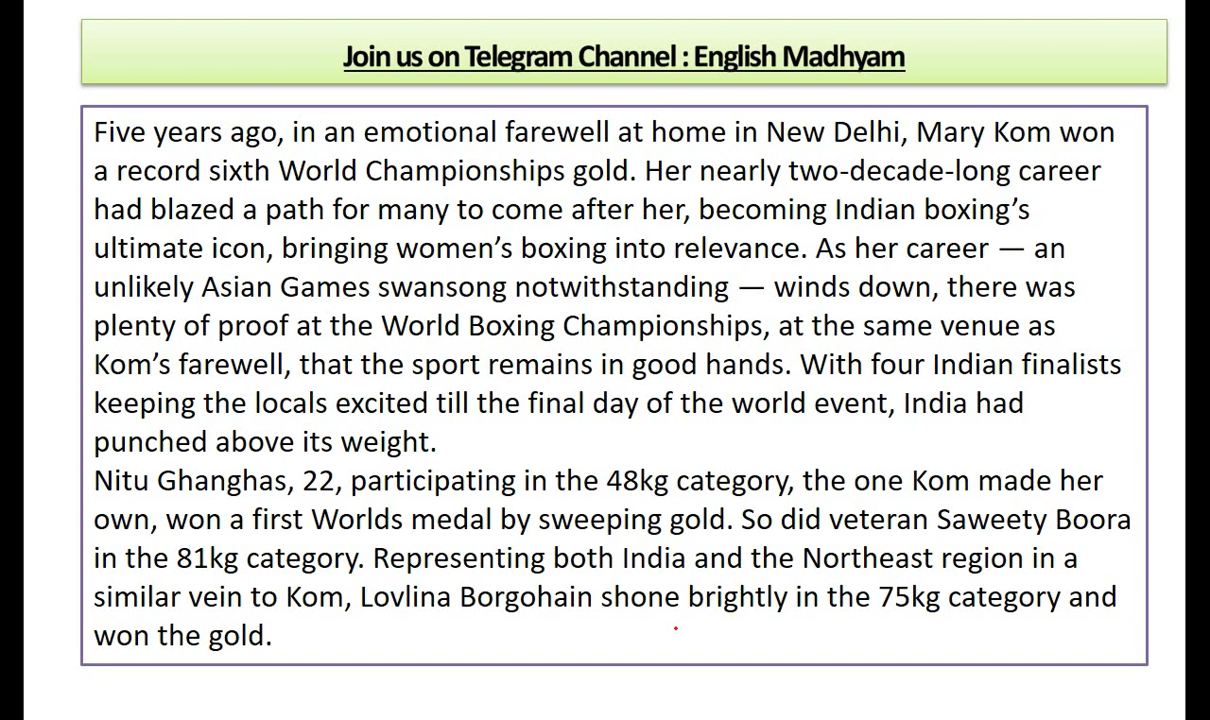 Join us on Telegram Channel : English Madhyam
Five years ago, in an emotional farewell at home in New Delhi, Mary Kom won
a record sixth World Championships gold. Her nearly two-decade-long career
had blazed a path for many to come after her, becoming Indian boxing’s
ultimate icon, bringing women’s boxing into relevance. As her career — an
unlikely Asian Games swansong notwithstanding — winds down, there was
plenty of proof at the World Boxing Championships, at the same venue as
Kom’s farewell, that the sport remains in good hands. With four Indian finalists
keeping the locals excited till the final day of the world event, India had
punched above its weight.
Nitu Ghanghas, 22, participating in the 48kg category, the one Kom made her
own, won a first Worlds medal by sweeping gold. So did veteran Saweety Boora
in the 81kg category. Representing both India and the Northeast region in a
similar vein to Kom, Lovlina Borgohain shone brightly in the 75kg category and
won the gold.